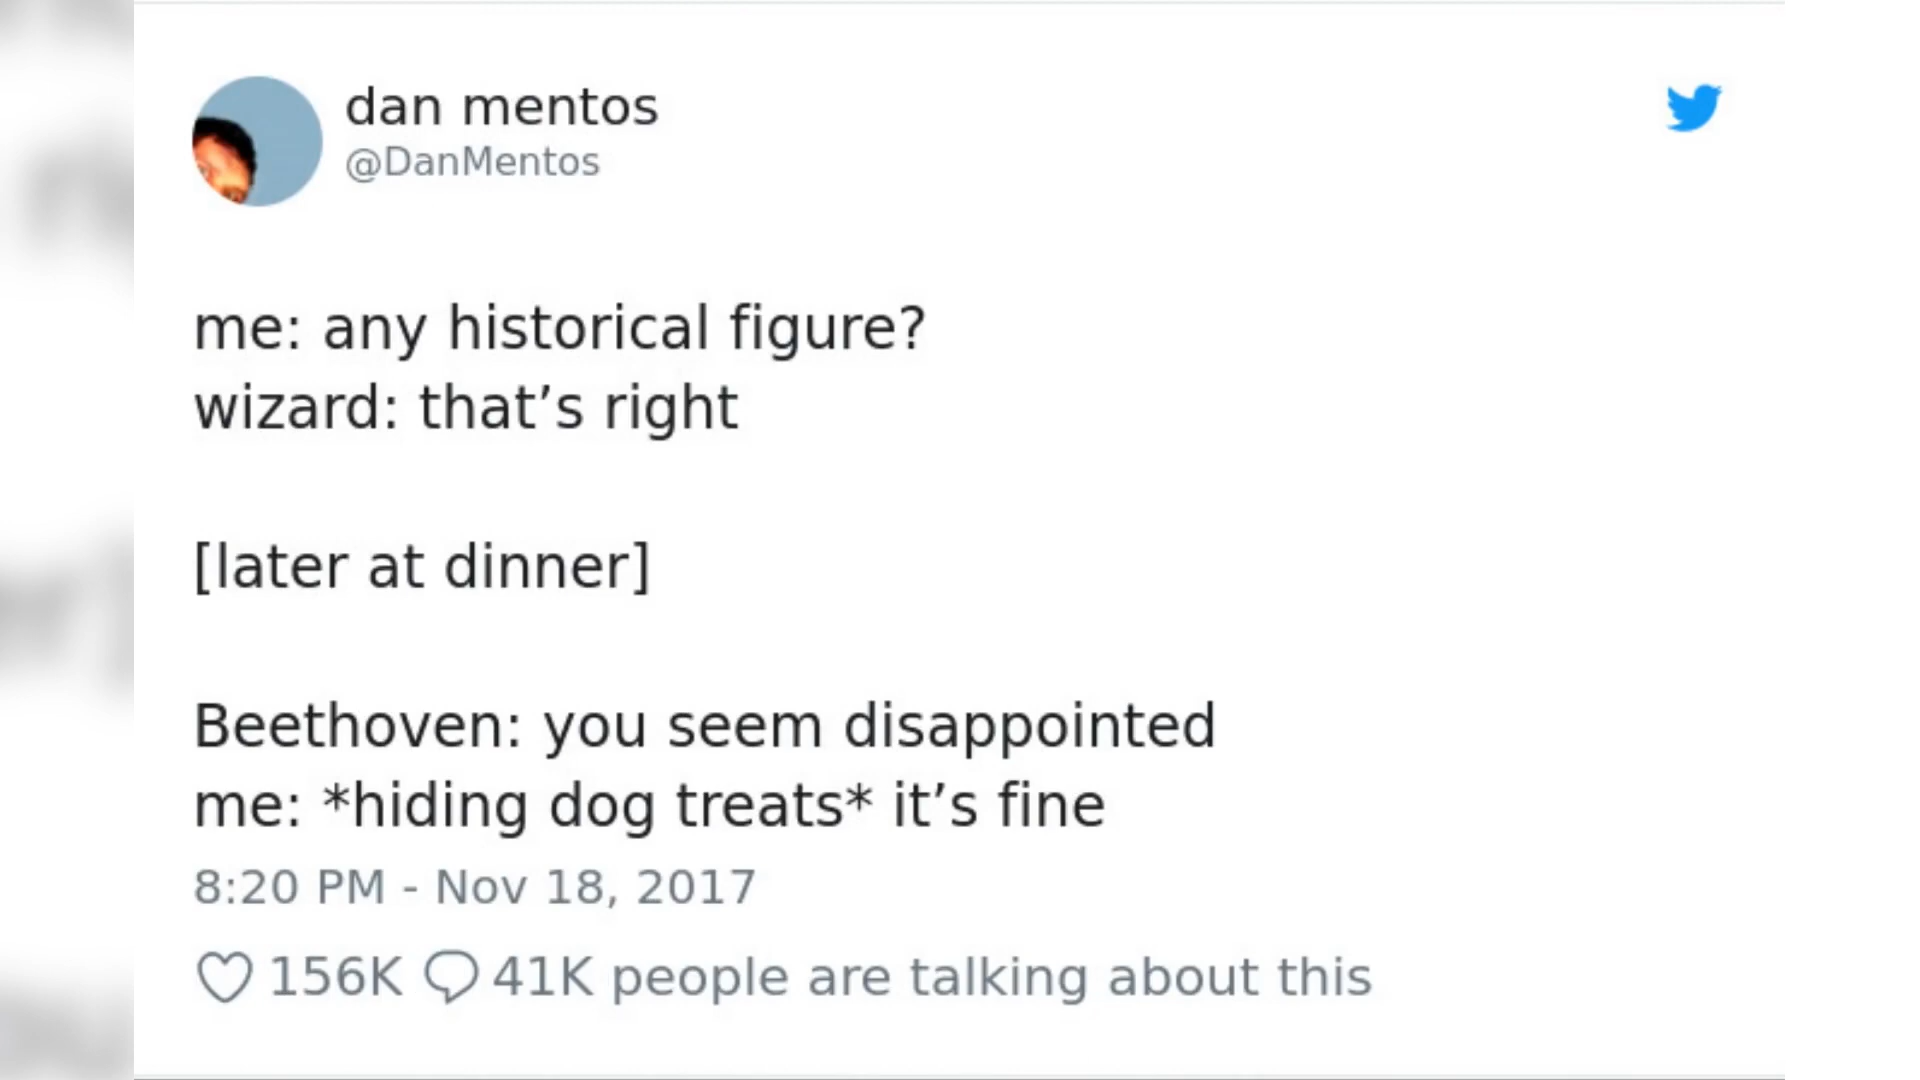 dan mentos
@DanMentos
me: any historical figure?
wizard: that’s right
[later at dinner]
Beethoven: you seem disappointed
me: *hiding dog treats* it’s fine
8:20 PM - Nov 18, 2017
156K 41K people are talking about this